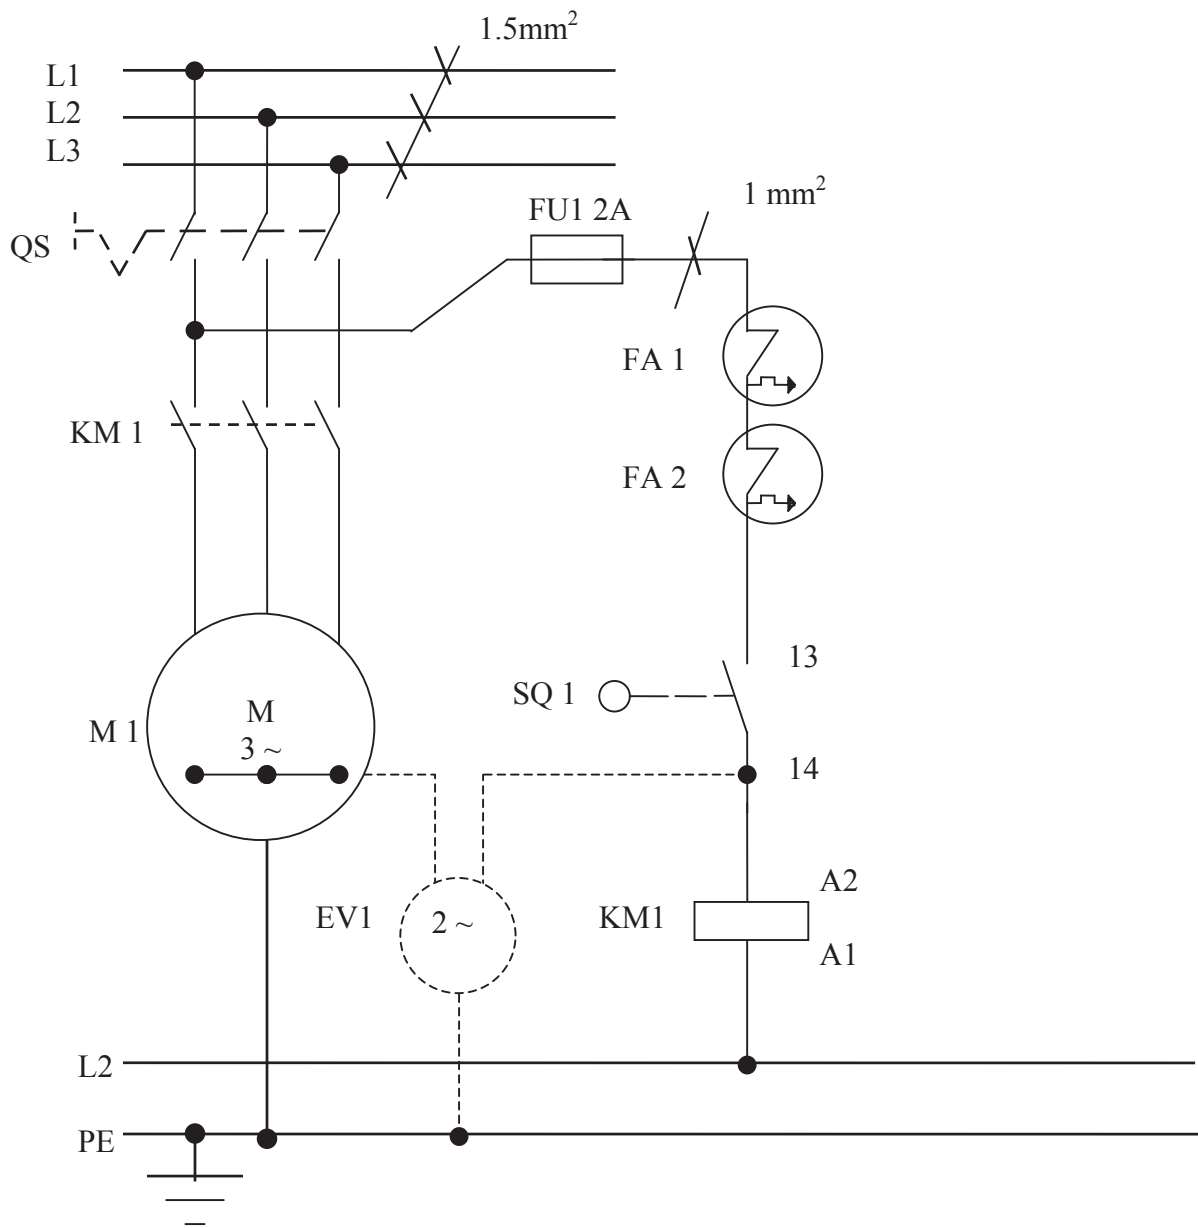 1.5mm²
L1
L2
L3
1 mm²
FU1 2A
QS
FA 1
KM 1
FA 2
13
SQ 1
M
M 1
3 ~
14
A2
EV1
2 ~
KM1
A1
L2
PE